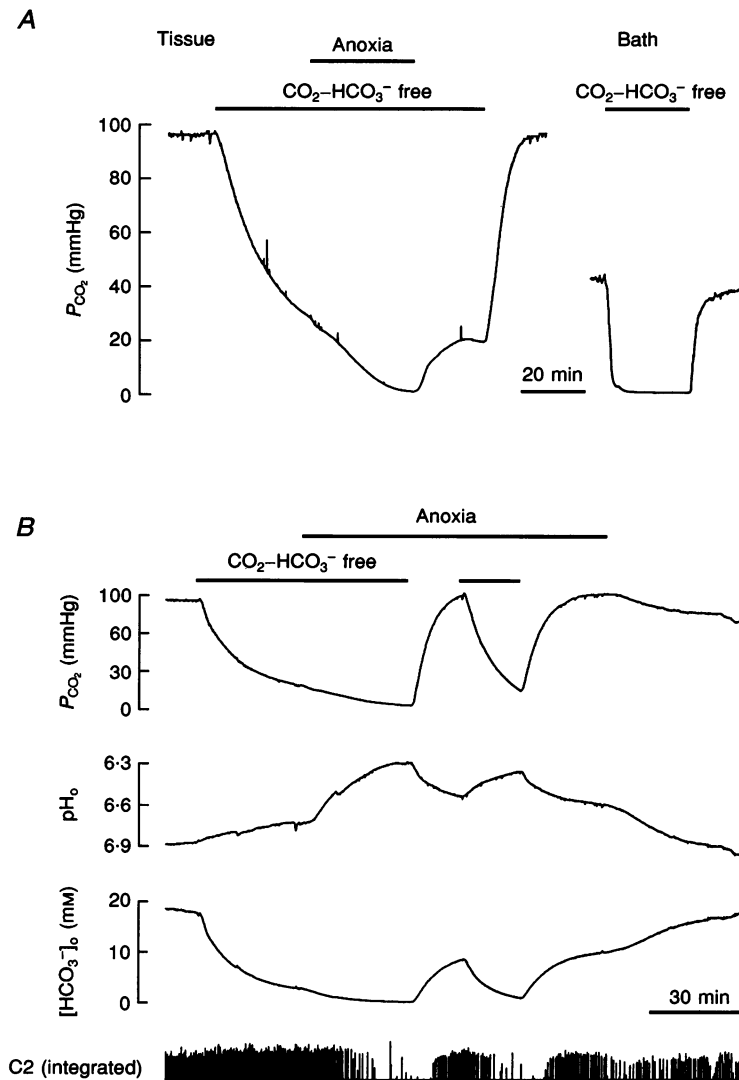 A
Tissue
Anoxia
Bath
CO₂–HCO₃⁻ free
CO₂–HCO₃⁻ free
100
80
60
40
20
0
P_CO₂ (mmHg)
20 min
B
Anoxia
CO₂–HCO₃⁻ free
100
60
30
0
P_CO₂ (mmHg)
6·3
6·6
6·9
pHₒ
20
10
0
[HCO₃⁻]ₒ (mM)
30 min
C2 (integrated)